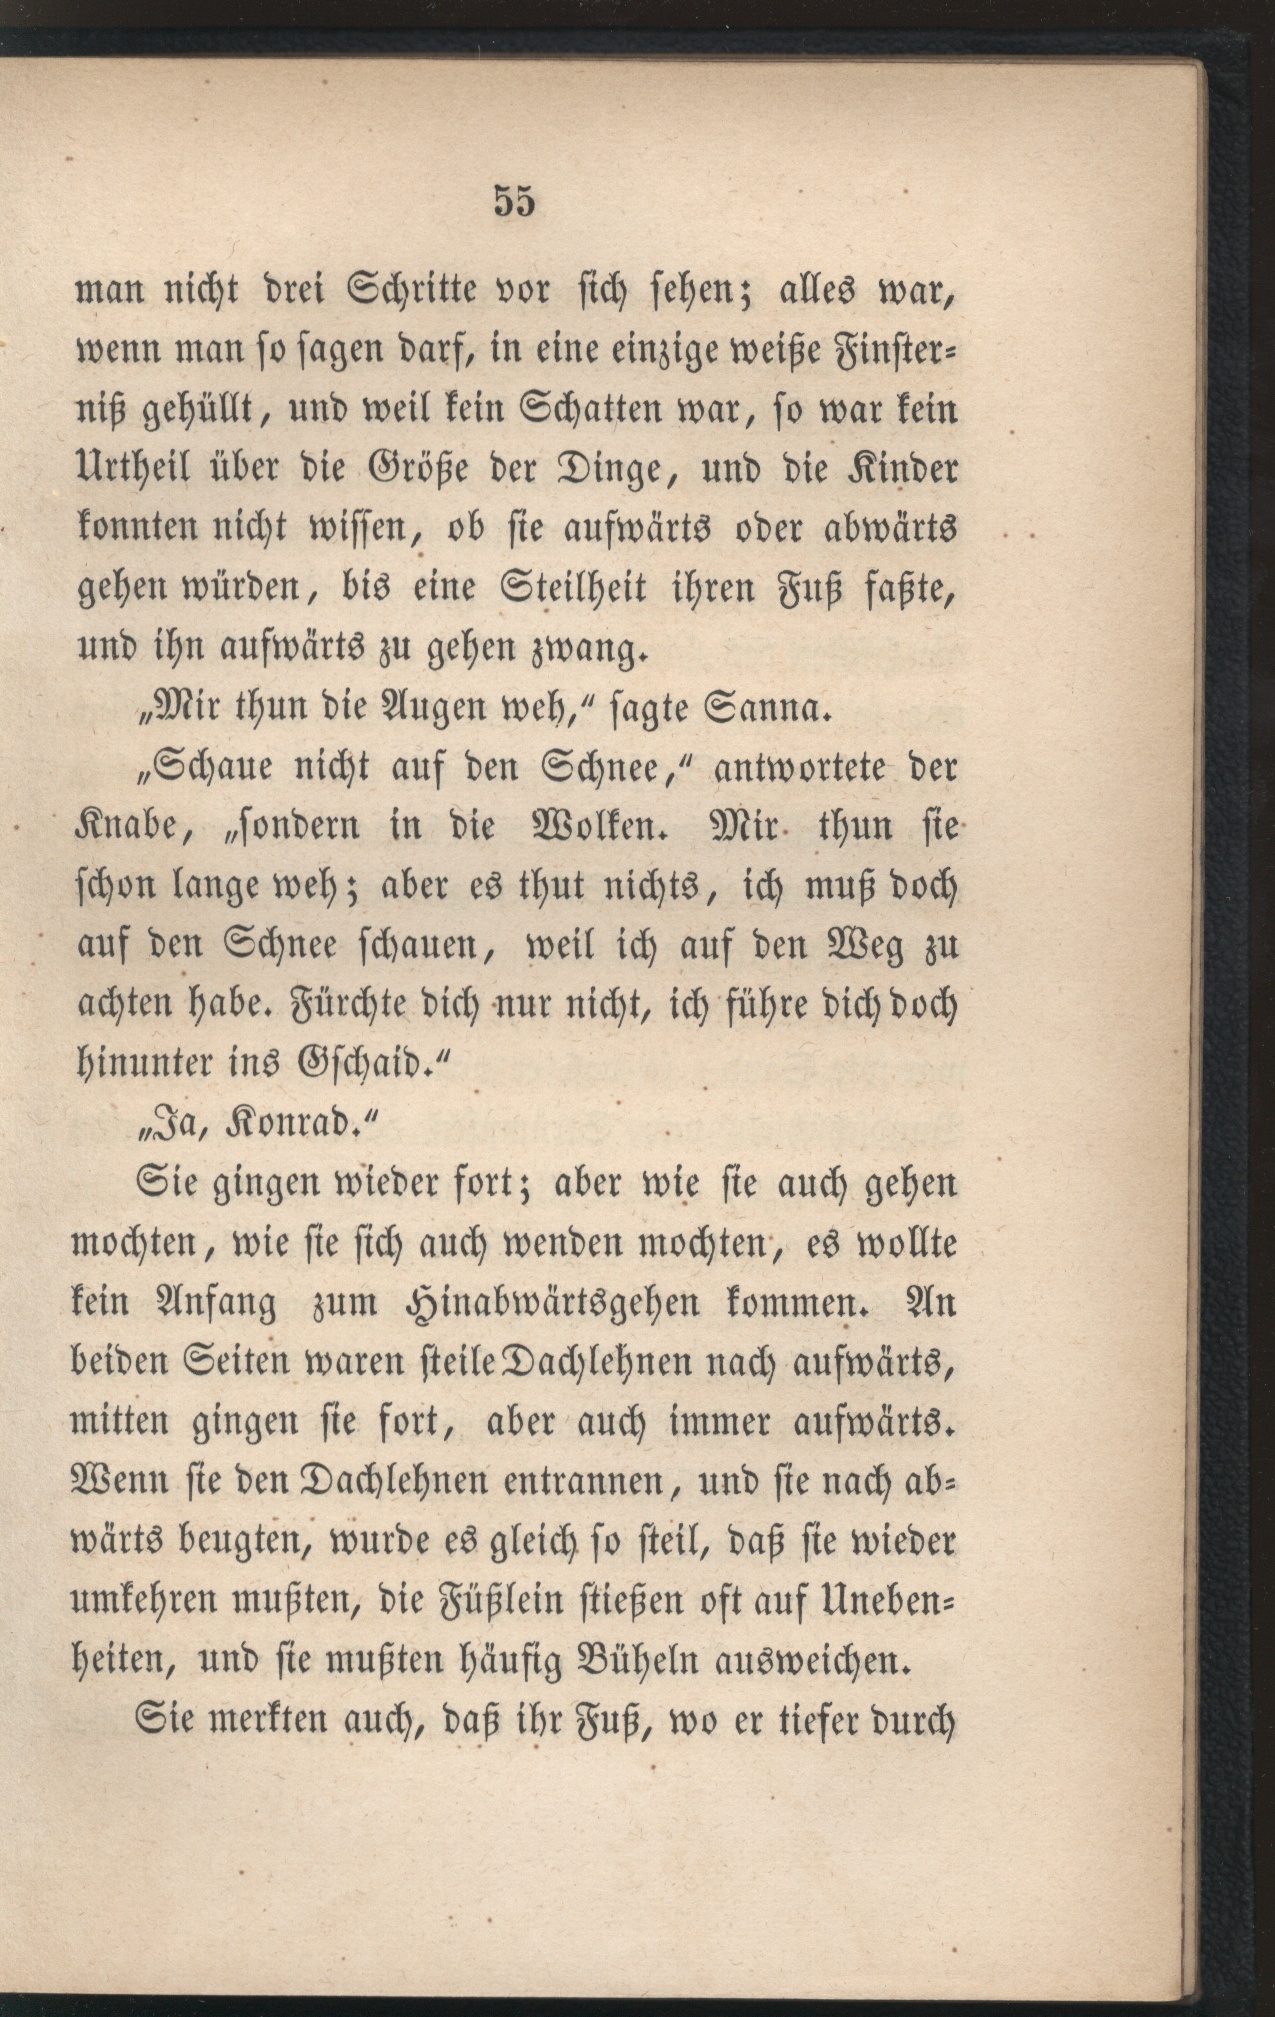 55
man nicht drei Schritte vor sich sehen; alles war,
wenn man so sagen darf, in eine einzige weiße Finster-
niß gehüllt, und weil kein Schatten war, so war kein
Urtheil über die Größe der Dinge, und die Kinder
konnten nicht wissen, ob sie aufwärts oder abwärts
gehen würden, bis eine Steilheit ihren Fuß faßte,
und ihn aufwärts zu gehen zwang.
„Mir thun die Augen weh,“ sagte Sanna.
„Schaue nicht auf den Schnee,“ antwortete der
Knabe, „sondern in die Wolken. Mir thun sie
schon lange weh; aber es thut nichts, ich muß doch
auf den Schnee schauen, weil ich auf den Weg zu
achten habe. Fürchte dich nur nicht, ich führe dich doch
hinunter ins Gschaid.“
„Ja, Konrad.“
Sie gingen wieder fort; aber wie sie auch gehen
mochten, wie sie sich auch wenden mochten, es wollte
kein Anfang zum Hinabwärtsgehen kommen. An
beiden Seiten waren steile Dachlehnen nach aufwärts,
mitten gingen sie fort, aber auch immer aufwärts.
Wenn sie den Dachlehnen entrannen, und sie nach ab-
wärts beugten, wurde es gleich so steil, daß sie wieder
umkehren mußten, die Füßlein stießen oft auf Uneben-
heiten, und sie mußten häufig Büheln ausweichen.
Sie merkten auch, daß ihr Fuß, wo er tiefer durch